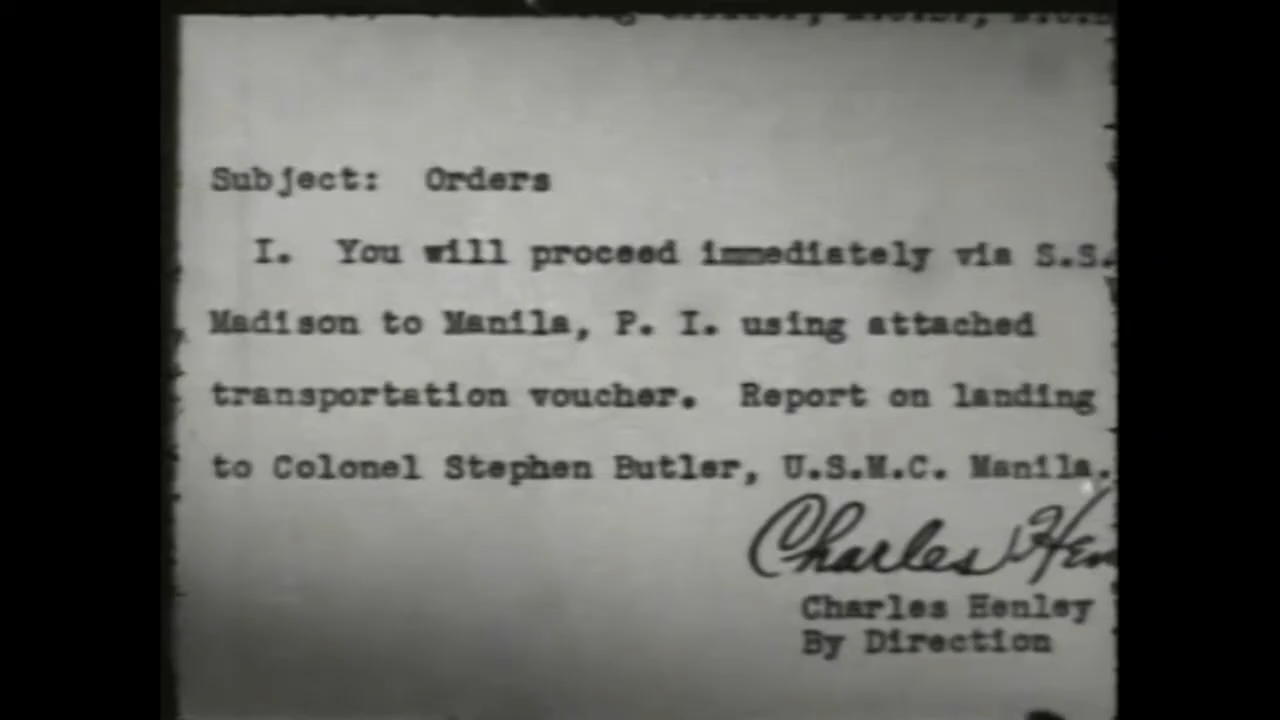 Subject: Orders
I. You will proceed immediately via S.S.
Madison to Manila, P. I. using attached
transportation voucher. Report on landing
to Colonel Stephen Butler, U.S.M.C. Manila.
Charles
Charles Henley
By Direction